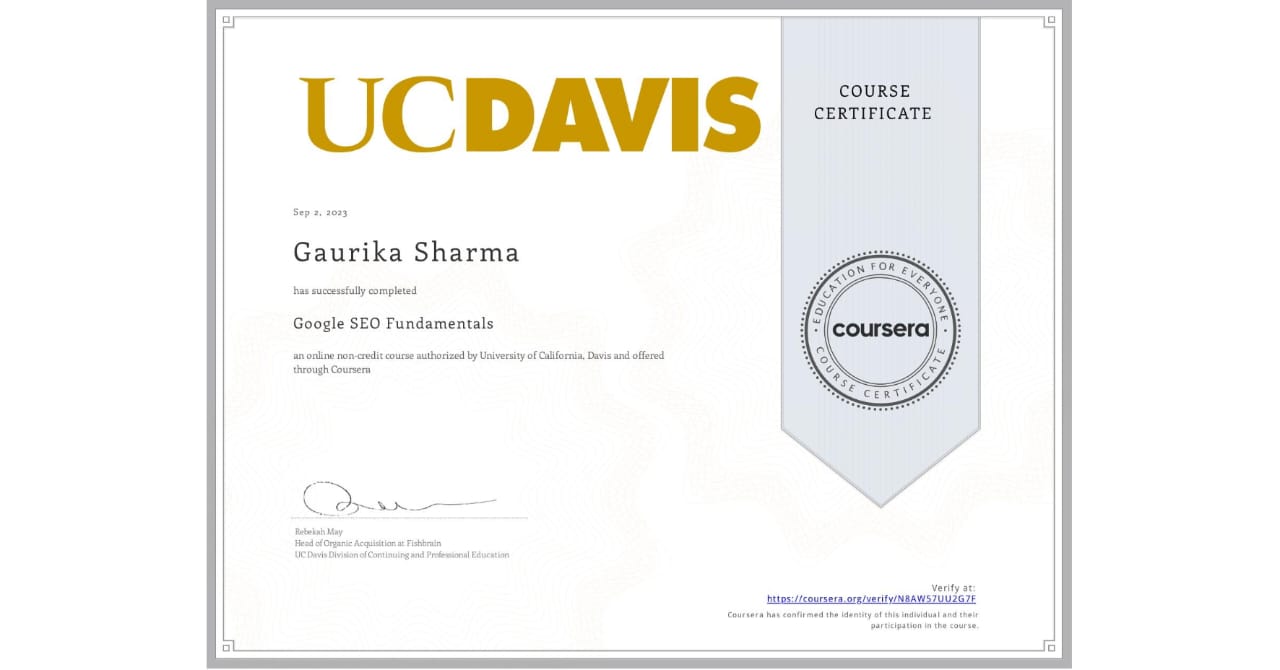 UCDAVIS
COURSE
CERTIFICATE
Sep 2, 2023
Gaurika Sharma
has successfully completed
Google SEO Fundamentals
an online non-credit course authorized by University of California, Davis and offered
through Coursera
EDUCATION FOR EVERYONE
coursera
COURSE CERTIFICATE
Rebekah May
Head of Organic Acquisition at Fishbrain
UC Davis Division of Continuing and Professional Education
Verify at:
https://coursera.org/verify/N8AW57UU2G7F
Coursera has confirmed the identity of this individual and their
participation in the course.